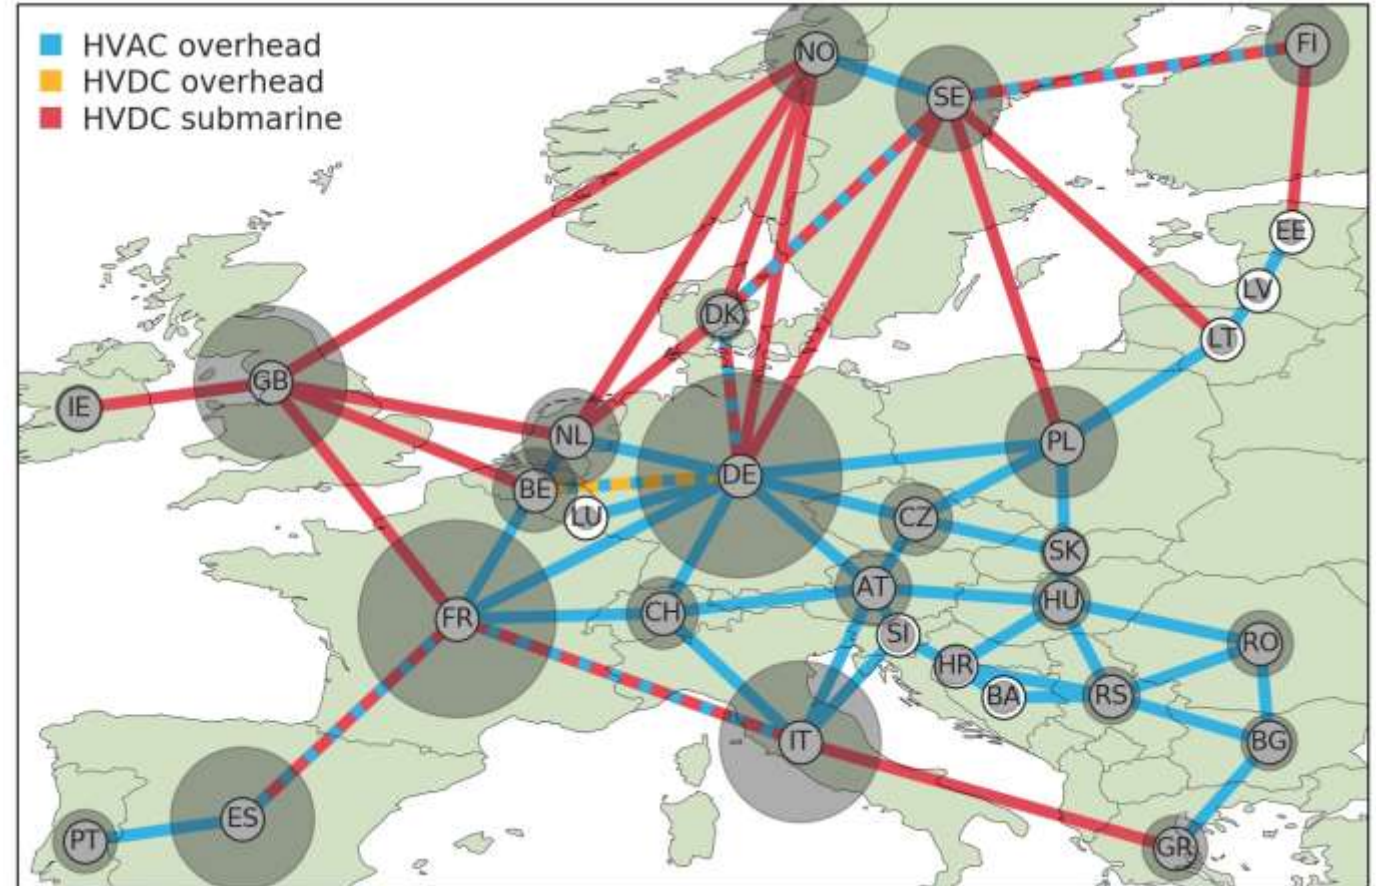 HVAC overhead
HVDC overhead
HVDC submarine
NO
FI
SE
EE
LV
DK
LT
GB
IE
NL
PL
DE
BE
LU
CZ
SK
AT
HU
CH
FR
SI
RO
HR
BA
RS
IT
BG
ES
PT
GR